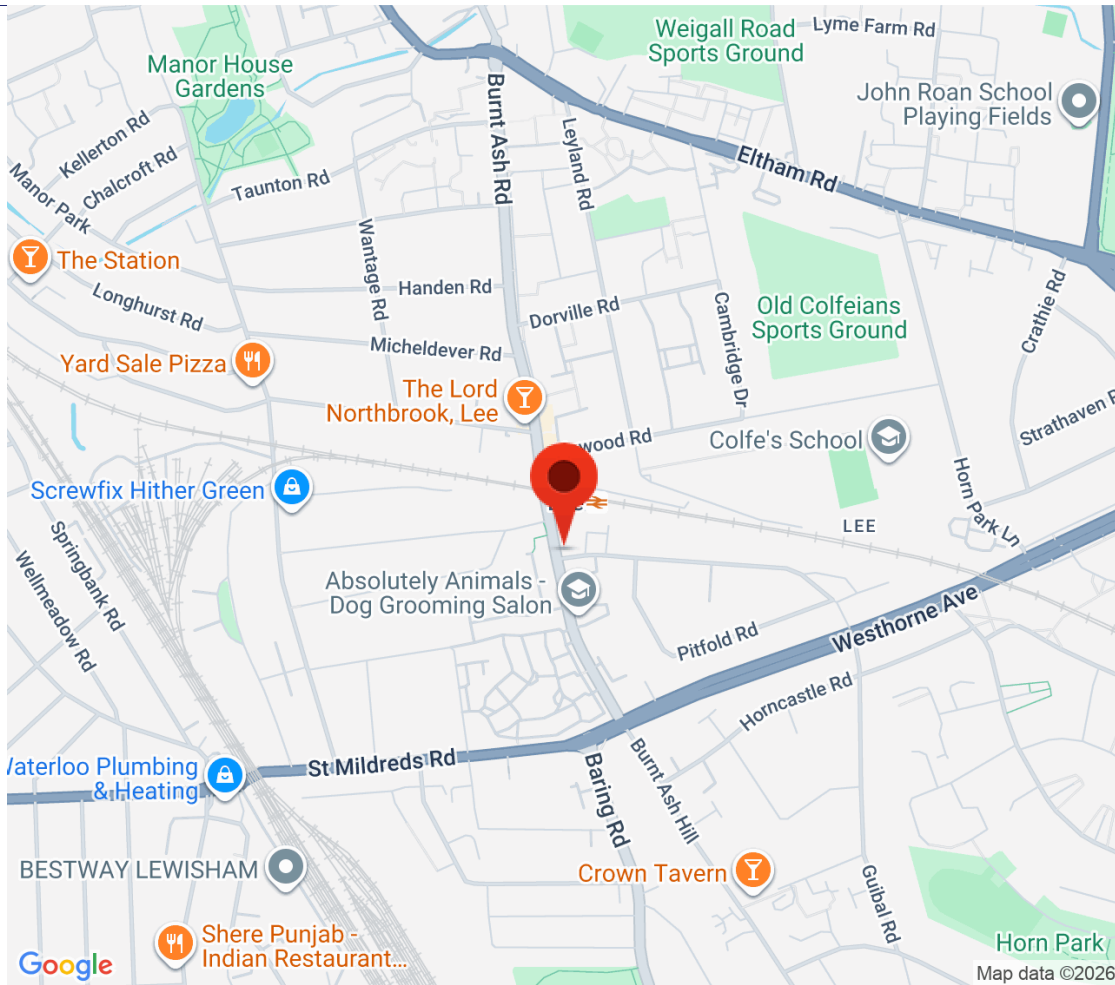 Weigall Road
Sports Ground
Lyme Farm Rd
Manor House
Gardens
John Roan School
Playing Fields
Burnt Ash Rd
Leyland Rd
Eltham Rd
Kellerton Rd
Chalcroft Rd
Manor Park
Taunton Rd
Wantage Rd
The Station
Longhurst Rd
Handen Rd
Dorville Rd
Cambridge Dr
Old Colfeians
Sports Ground
Crathie Rd
Micheldever Rd
Yard Sale Pizza
The Lord
Northbrook, Lee
wood Rd
Colfe's School
Strathaven R
Horn Park Ln
Screwfix Hither Green
LEE
Springbank Rd
Wellmeadow Rd
Absolutely Animals -
Dog Grooming Salon
Pitfold Rd
Westhorne Ave
Horncastle Rd
St Mildreds Rd
Waterloo Plumbing
& Heating
Baring Rd
Burnt Ash Hill
BESTWAY LEWISHAM
Crown Tavern
Guibal Rd
Shere Punjab -
Indian Restaurant...
Horn Park
Google
Map data ©2026